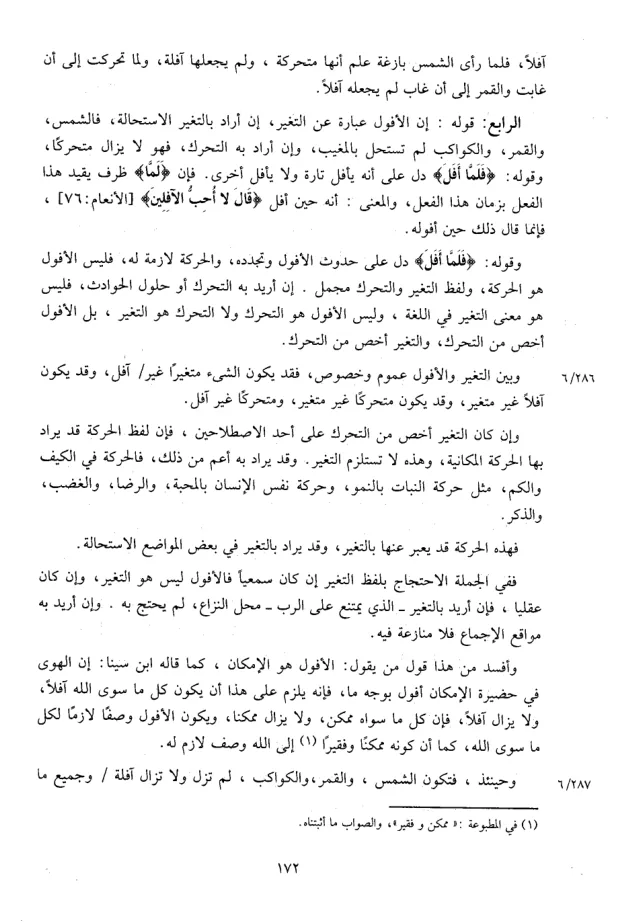 آفلاً، فلما رأى الشمس بازغة علم أنها متحركة ، ولم يجعلها آفلة، ولما تحركت إلى أن
غابت والقمر إلى أن غاب لم يجعله آفلاً.
الرابع: قوله : إن الأفول عبارة عن التغير، إن أراد بالتغير الاستحالة، فالشمس،
والقمر، والكواكب لم تستحل بالمغيب، وإن أراد به التحرك، فهو لا يزال متحركًا،
وقوله: ﴿فَلَمَّا أَفَلَ﴾ دل على أنه يأفل تارة ولا يأفل أخرى. فإن ﴿لَمَّا﴾ ظرف يقيد هذا
الفعل بزمان هذا الفعل، والمعنى : أنه حين أفل ﴿قَالَ لا أُحِبُّ الآفِلِينَ﴾ [الأنعام: ٧٦] ،
فإنما قال ذلك حين أفوله.
وقوله: ﴿فَلَمَّا أَفَلَ﴾ دل على حدوث الأفول وتجدده، والحركة لازمة له، فليس الأفول
هو الحركة، ولفظ التغير والتحرك مجمل . إن أريد به التحرك أو حلول الحوادث، فليس
هو معنى التغير في اللغة ، وليس الأفول هو التحرك ولا التحرك هو التغير ، بل الأفول
أخص من التحرك، والتغير أخص من التحرك.
وبين التغير والأفول عموم وخصوص، فقد يكون الشىء متغيرًا غير/ آفل، وقد يكون ٦/٢٨٦
آفلاً غير متغير، وقد يكون متحركًا غير متغير، ومتحركًا غير آفل.
وإن كان التغير أخص من التحرك على أحد الاصطلاحين ، فإن لفظ الحركة قد يراد
بها الحركة المكانية، وهذه لا تستلزم التغير. وقد يراد به أعم من ذلك، فالحركة في الكيف
والكم، مثل حركة النبات بالنمو، وحركة نفس الإنسان بالمحبة، والرضا، والغضب،
والذكر.
فهذه الحركة قد يعبر عنها بالتغير، وقد يراد بالتغير في بعض المواضع الاستحالة.
ففي الجملة الاحتجاج بلفظ التغير إن كان سمعياً فالأفول ليس هو التغير، وإن كان
عقليا ، فإن أريد بالتغير ــ الذي يمتنع على الرب ــ محل النزاع، لم يحتج به . وإن أريد به
مواقع الإجماع فلا منازعة فيه.
وأفسد من هذا قول من يقول: الأفول هو الإمكان ، كما قاله ابن سينا: إن الهوى
في حضيرة الإمكان أفول بوجه ما، فإنه يلزم على هذا أن يكون كل ما سوى الله آفلاً،
ولا يزال آفلاً، فإن كل ما سواه ممكن، ولا يزال ممكنا، ويكون الأفول وصفًا لازمًا لكل
ما سوى الله، كما أن كونه ممكنًا وفقيرًا (١) إلى الله وصف لازم له.
وحينئذ ، فتكون الشمس ، والقمر،والكواكب ، لم تزل ولا تزال آفلة / وجميع ما ٦/٢٨٧
(١) في المطبوعة :« ممكن و فقير»، والصواب ما أثبتناه.
١٧٢